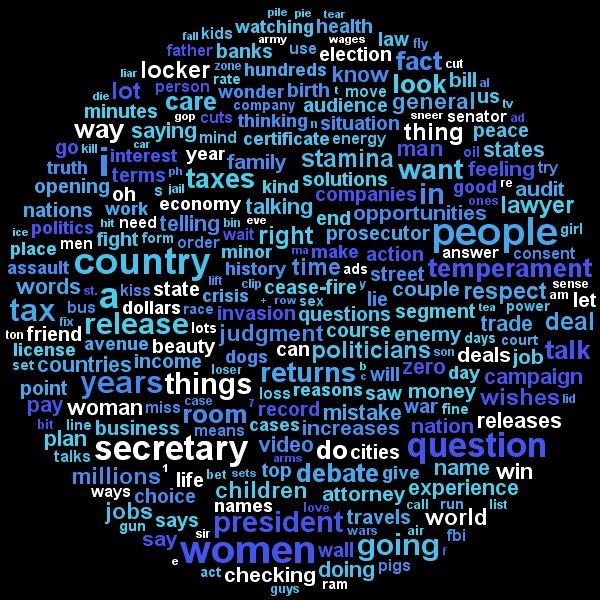 pile pie tear
fall kids watching health
army wages law fly
father banks use election fact
liar locker zone hundreds know look bill al
person rate wonder birth t move cut
die lot care company audience general us tv
minutes cuts thinking n situation sneer senator ad
way saying mind certificate energy thing peace
gop car man oil states
go kill i interest year family stamina want feeling try
truth terms ph taxes kind solutions companies good re audit
opening s jail economy in ones lawyer
oh talking end opportunities
nations work need telling bin eve right prosecutor people answer girl
ice politics hit form order wait consent
place men fight country minor ma make action temperament
assault history time ads street sense
words st. kiss lift clip cease-fire y couple respect am let
a state crisis + row sex lie
tax bus dollars race invasion questions segment tea power trade deal
ton fix release lots judgment course enemy days court
friend avenue beauty can politicians son deals job talk
license dogs b zero
set countries income loser returns c will day campaign
point years things loss reasons saw money wishes lid
pay woman miss case 7 record mistake war fine releases
bit line business room means cases increases nation
plan secretary video do cities question
talks arms name win
millions 1 life bet sets top debate give
ways choice children attorney experience
jobs names love travels call run list
gun says president wars air world
say sir women wall going fbi
e doing pigs
act checking ram
guys f